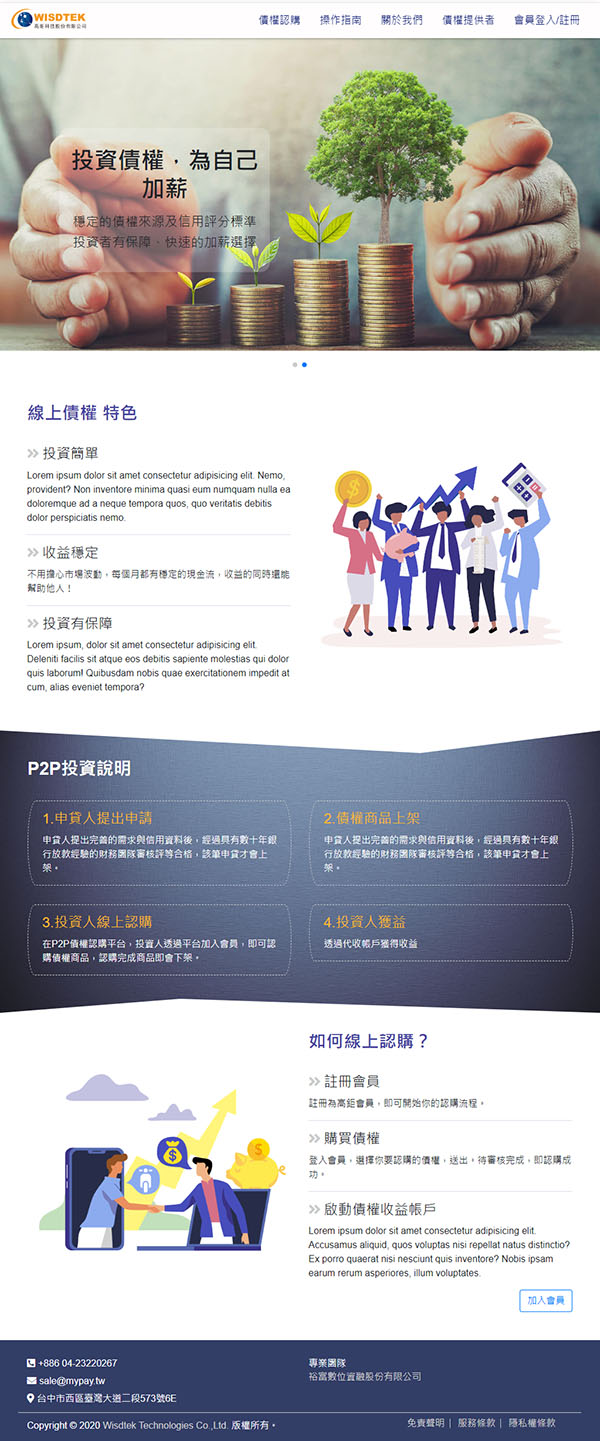 WISDTEK
高鉅科技股份有限公司
債權認購 操作指南 關於我們 債權提供者 會員登入/註冊
投資債權，為自己
加薪
穩定的債權來源及信用評分標準
投資者有保障、快速的加薪選擇
線上債權 特色
投資簡單
Lorem ipsum dolor sit amet consectetur adipisicing elit. Nemo,
provident? Non inventore minima quasi eum numquam nulla ea
doloremque ad a neque tempora quos, quo veritatis debitis
dolor perspiciatis nemo.
收益穩定
不用擔心市場波動，每個月都有穩定的現金流，收益的同時還能
幫助他人！
投資有保障
Lorem ipsum, dolor sit amet consectetur adipisicing elit.
Deleniti facilis sit atque eos debitis sapiente molestias qui dolor
quis laborum! Quibusdam nobis quae exercitationem impedit at
cum, alias eveniet tempora?
P2P投資說明
1.申貸人提出申請
申貸人提出完善的需求與信用資料後，經過具有數十年銀
行放款經驗的財務團隊審核評等合格，該筆申貸才會上
架。
2.債權商品上架
申貸人提出完善的需求與信用資料後，經過具有數十年銀
行放款經驗的財務團隊審核評等合格，該筆申貸才會上
架。
3.投資人線上認購
在P2P債權認購平台，投資人透過平台加入會員，即可認
購債權商品，認購完成商品即會下架。
4.投資人獲益
透過代收帳戶獲得收益
如何線上認購？
註冊會員
註冊為高鉅會員，即可開始你的認購流程。
購買債權
登入會員，選擇你要認購的債權，送出。待審核完成，即認購成
功。
啟動債權收益帳戶
Lorem ipsum dolor sit amet consectetur adipisicing elit.
Accusamus aliquid, quos voluptas nisi repellat natus distinctio?
Ex porro quaerat nisi nesciunt quis inventore? Nobis ipsam
earum rerum asperiores, illum voluptates.
加入會員
+886 04-23220267
sale@mypay.tw
台中市西區臺灣大道二段573號6E
專業團隊
裕富數位資融股份有限公司
Copyright © 2020 Wisdtek Technologies Co.,Ltd. 版權所有。
免責聲明 | 服務條款 | 隱私權條款